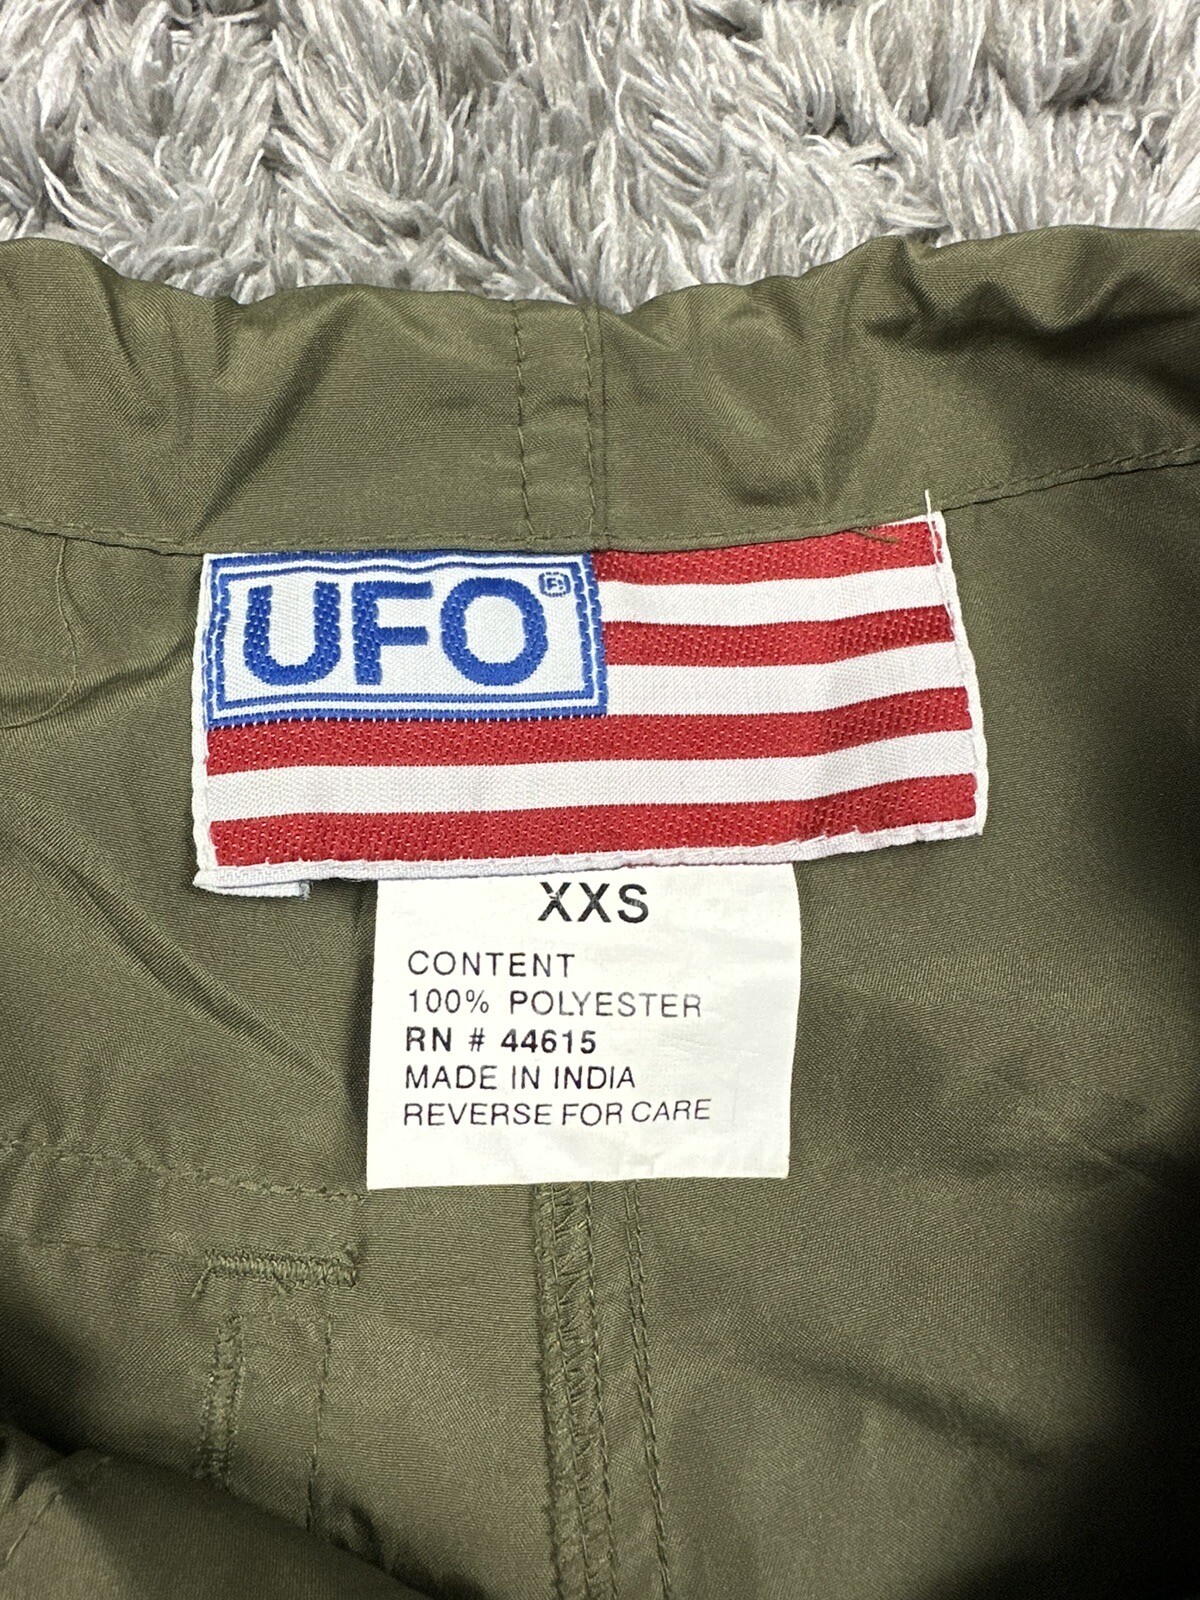 UFO®
XXS
CONTENT
100% POLYESTER
RN # 44615
MADE IN INDIA
REVERSE FOR CARE